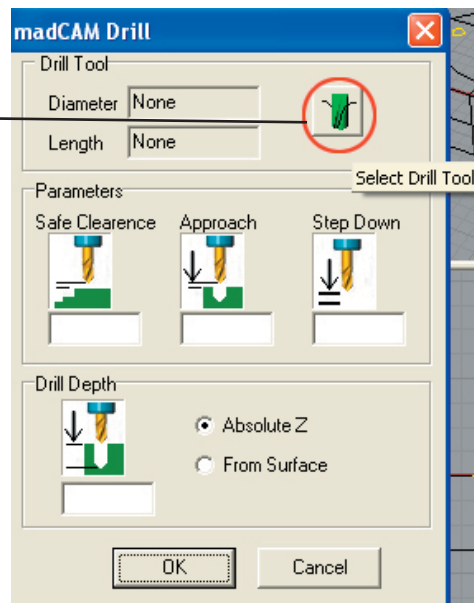 madCAM Drill
Drill Tool
Diameter None
Length None
Select Drill Tool
Parameters
Safe Clearence Approach Step Down
Drill Depth
Absolute Z
From Surface
OK Cancel